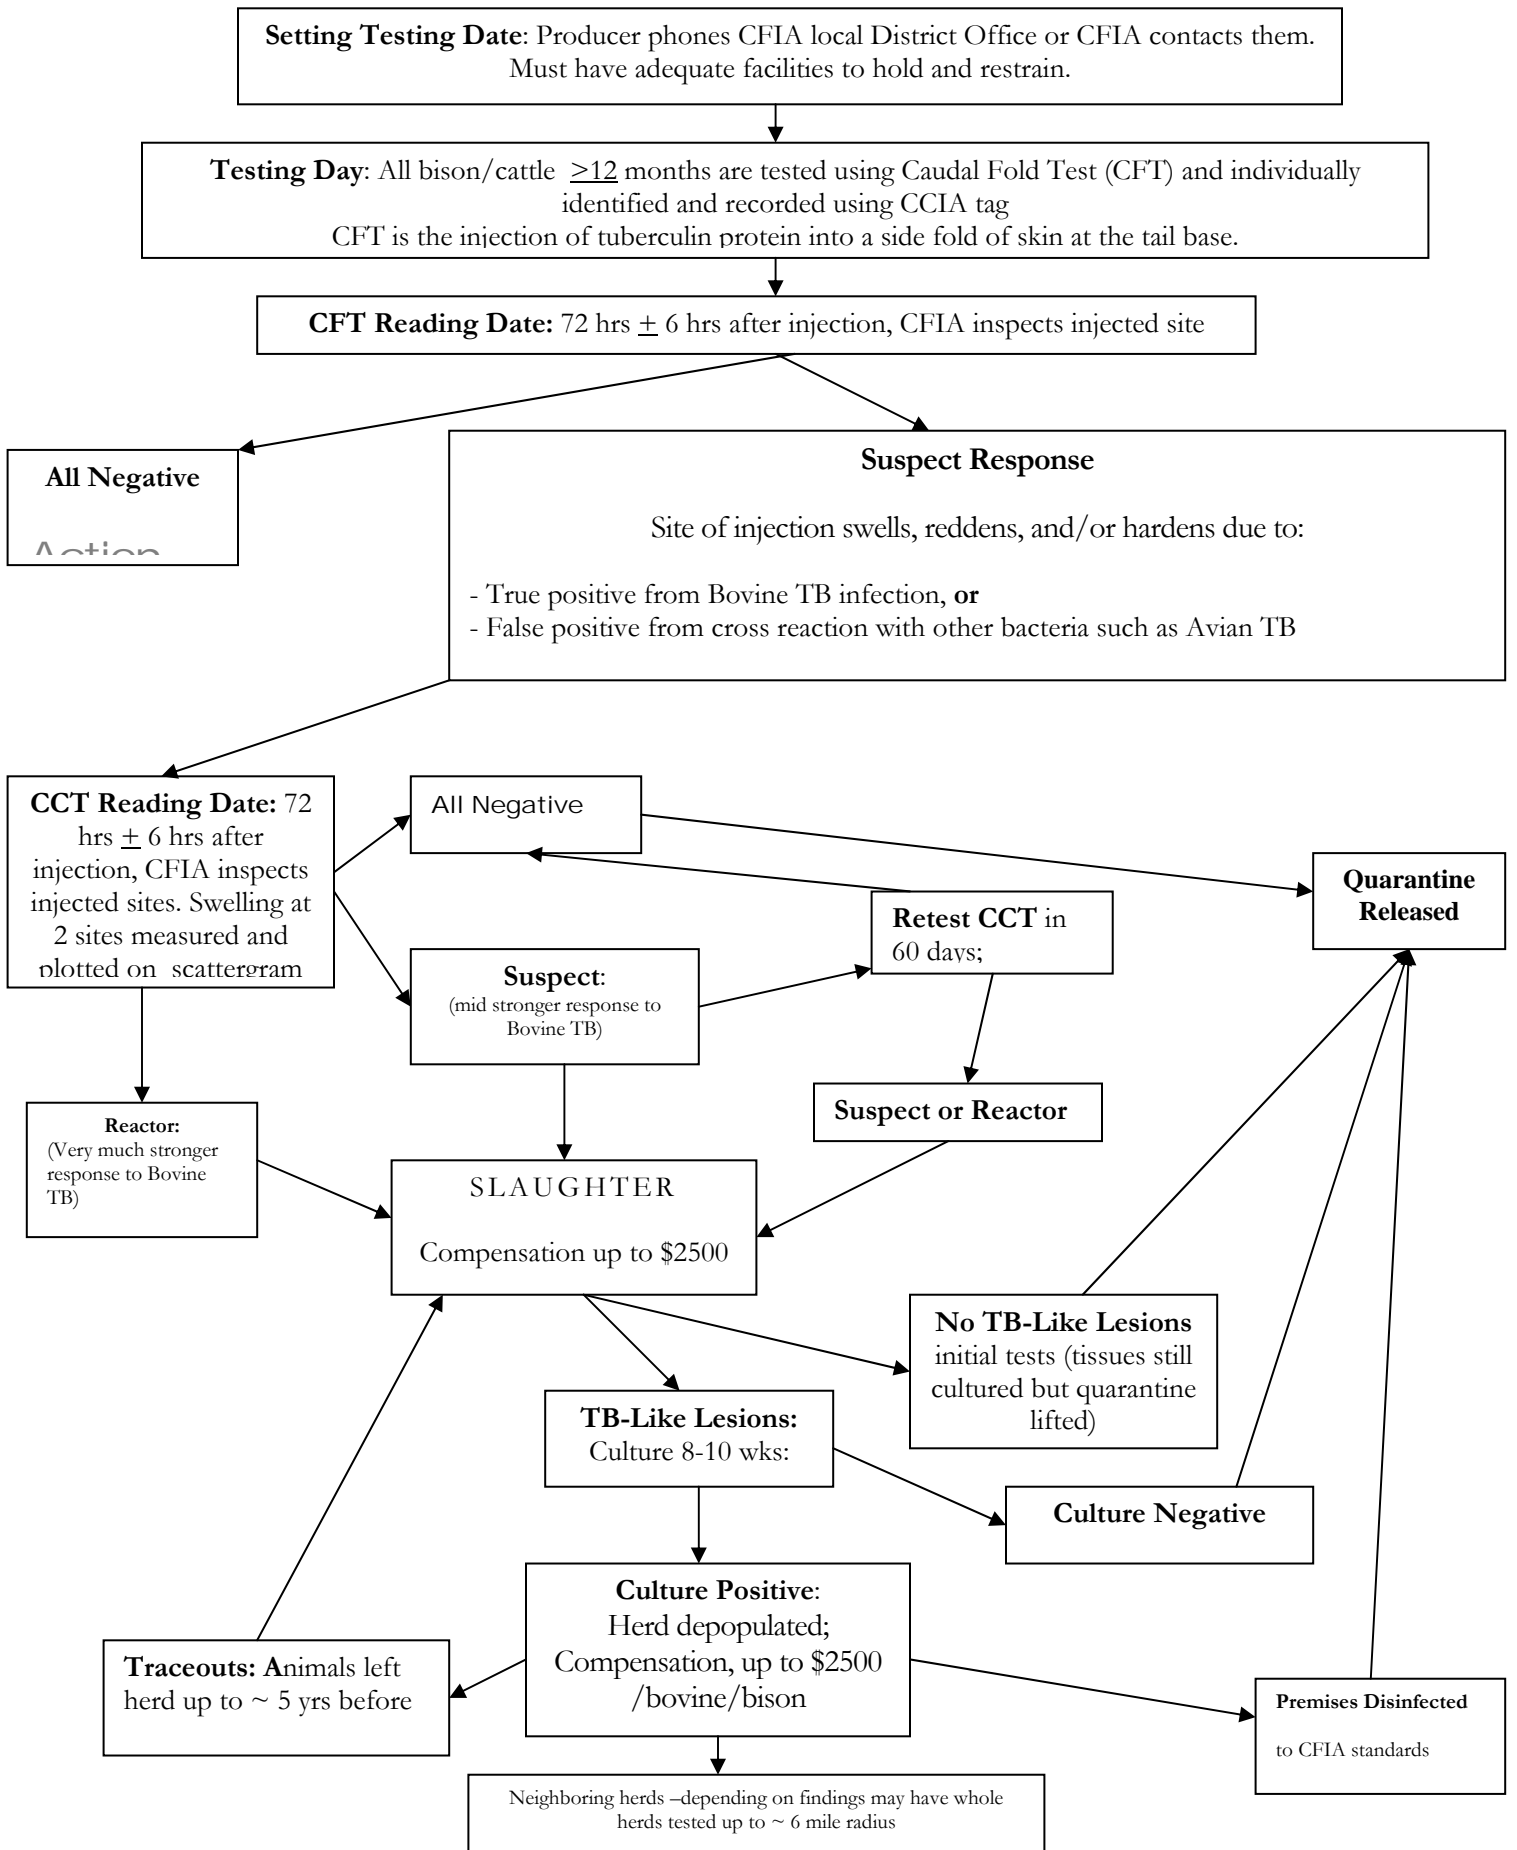 Setting Testing Date: Producer phones CFIA local District Office or CFIA contacts them.
Must have adequate facilities to hold and restrain.
Testing Day: All bison/cattle >12 months are tested using Caudal Fold Test (CFT) and individually
identified and recorded using CCIA tag
CFT is the injection of tuberculin protein into a side fold of skin at the tail base.
CFT Reading Date: 72 hrs ± 6 hrs after injection, CFIA inspects injected site
All Negative
Action
Suspect Response
Site of injection swells, reddens, and/or hardens due to:
- True positive from Bovine TB infection, or
- False positive from cross reaction with other bacteria such as Avian TB
CCT Reading Date: 72
hrs ± 6 hrs after
injection, CFIA inspects
injected sites. Swelling at
2 sites measured and
plotted on scattergram
All Negative
Quarantine
Released
Retest CCT in
60 days;
Suspect:
(mid stronger response to
Bovine TB)
Suspect or Reactor
Reactor:
(Very much stronger
response to Bovine
TB)
SLAUGHTER
Compensation up to $2500
No TB-Like Lesions
initial tests (tissues still
cultured but quarantine
lifted)
TB-Like Lesions:
Culture 8-10 wks:
Culture Negative
Culture Positive:
Herd depopulated;
Compensation, up to $2500
/bovine/bison
Traceouts: Animals left
herd up to ~ 5 yrs before
Premises Disinfected
to CFIA standards
Neighboring herds –depending on findings may have whole
herds tested up to ~ 6 mile radius